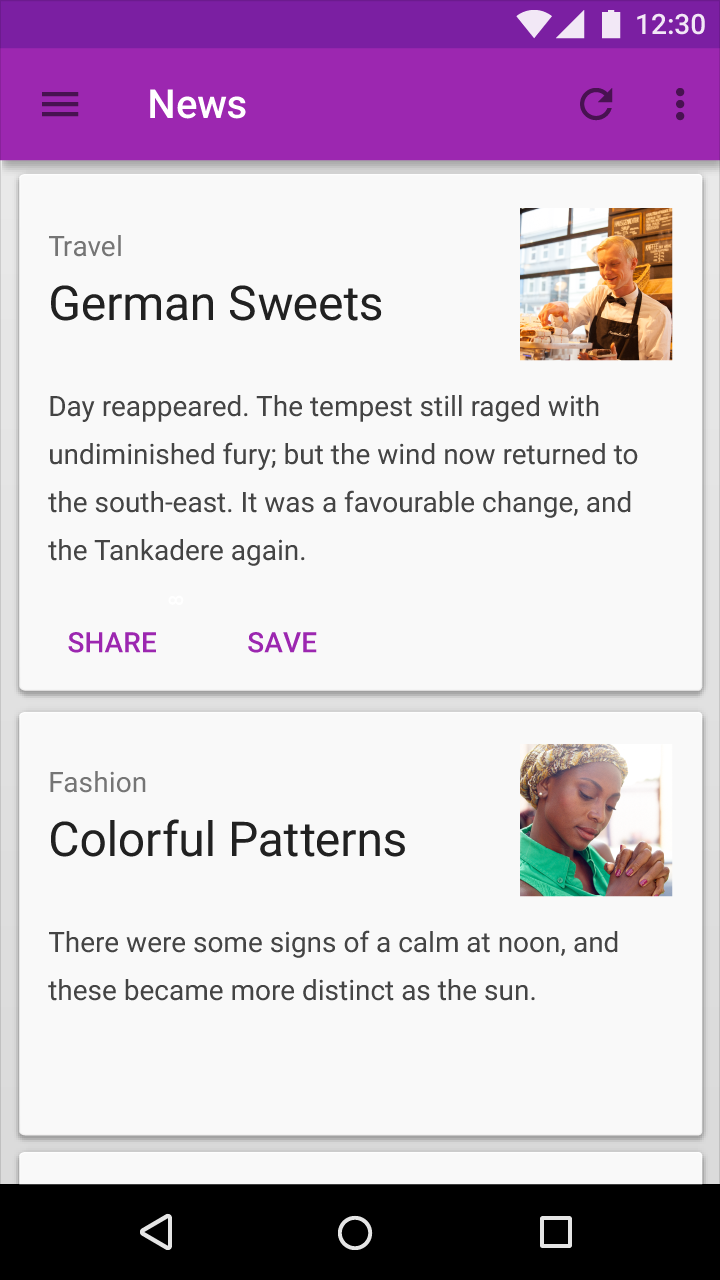 12:30
News
Travel
German Sweets
Day reappeared. The tempest still raged with
undiminished fury; but the wind now returned to
the south-east. It was a favourable change, and
the Tankadere again.
SHARE SAVE
Fashion
Colorful Patterns
There were some signs of a calm at noon, and
these became more distinct as the sun.